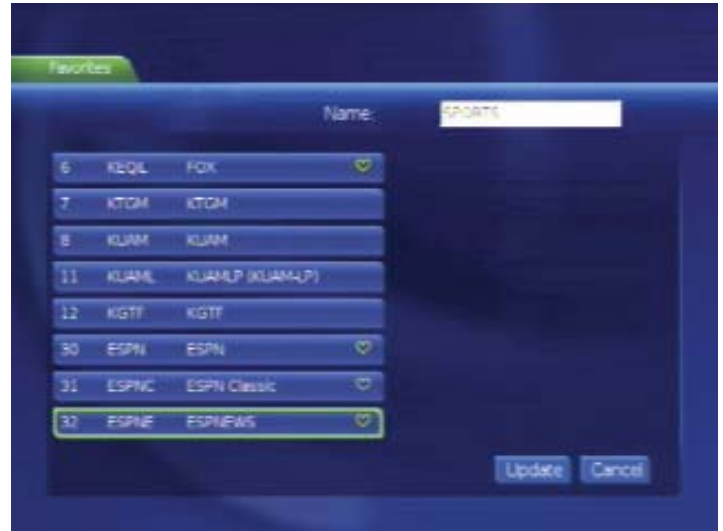 Favorites
Name: SPORTS
6 KEQIL FOX
7 KTGM KTGM
8 KUAM KUAM
11 KUAML KUAMLP (KUAM-LP)
12 KGTF KGTF
30 ESPN ESPN
31 ESPNC ESPN Classic
32 ESPNE ESPNEWS
Update Cancel